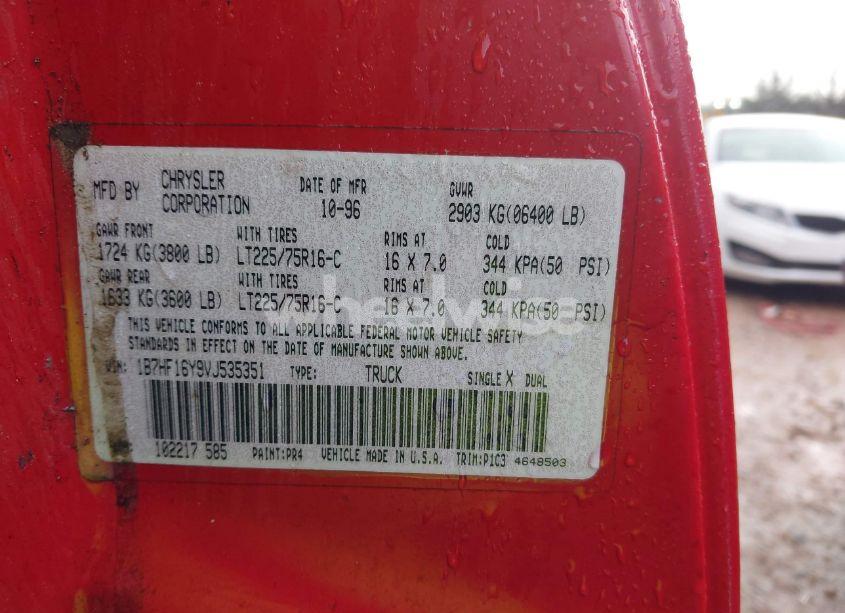 MFD BY CHRYSLER CORPORATION DATE OF MFR 10-96 GVWR 2903 KG(06400 LB)
GAWR FRONT WITH TIRES RIMS AT COLD
1724 KG(3800 LB) LT225/75R16-C 16 X 7.0 344 KPA(50 PSI)
GAWR REAR WITH TIRES RIMS AT COLD
1633 KG(3600 LB) LT225/75R16-C 16 X 7.0 344 KPA(50 PSI)
THIS VEHICLE CONFORMS TO ALL APPLICABLE FEDERAL MOTOR VEHICLE SAFETY
STANDARDS IN EFFECT ON THE DATE OF MANUFACTURE SHOWN ABOVE.
VIN: 1B7HF16Y9VJ535351 TYPE: TRUCK SINGLE X DUAL
102217 585 PAINT:PR4 VEHICLE MADE IN U.S.A. TRIM:P1C3 4648503